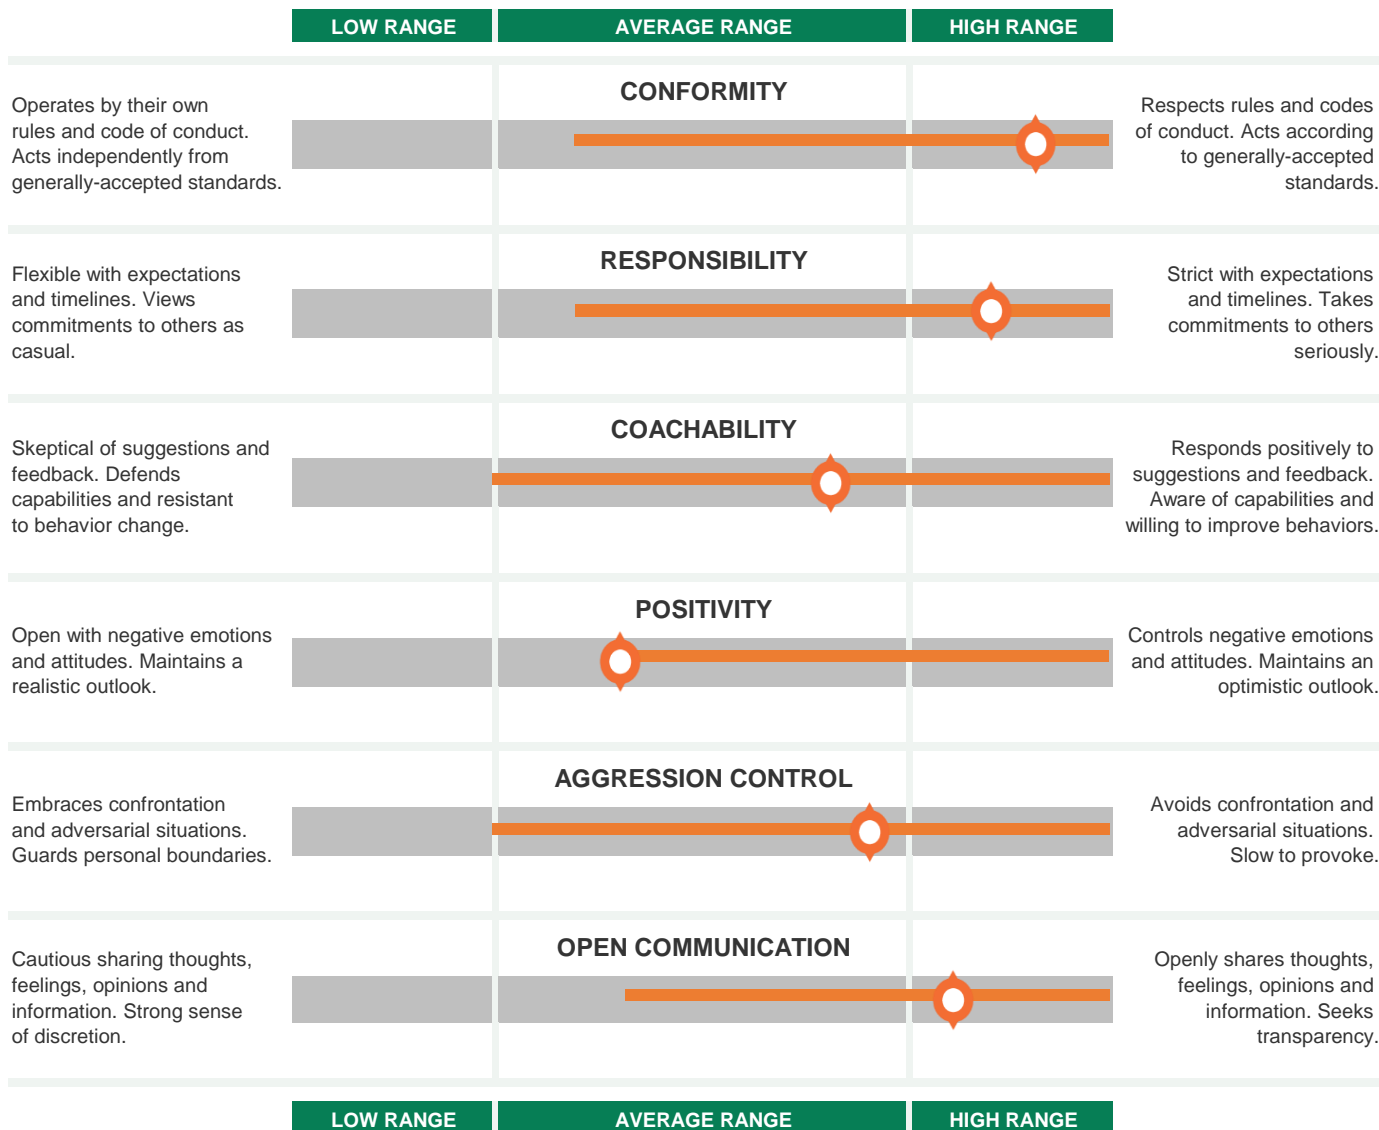 LOW RANGE
AVERAGE RANGE
HIGH RANGE
CONFORMITY
Operates by their own
rules and code of conduct.
Acts independently from
generally-accepted standards.
Respects rules and codes
of conduct. Acts according
to generally-accepted
standards.
RESPONSIBILITY
Flexible with expectations
and timelines. Views
commitments to others as
casual.
Strict with expectations
and timelines. Takes
commitments to others
seriously.
COACHABILITY
Skeptical of suggestions and
feedback. Defends
capabilities and resistant
to behavior change.
Responds positively to
suggestions and feedback.
Aware of capabilities and
willing to improve behaviors.
POSITIVITY
Open with negative emotions
and attitudes. Maintains a
realistic outlook.
Controls negative emotions
and attitudes. Maintains an
optimistic outlook.
AGGRESSION CONTROL
Embraces confrontation
and adversarial situations.
Guards personal boundaries.
Avoids confrontation and
adversarial situations.
Slow to provoke.
OPEN COMMUNICATION
Cautious sharing thoughts,
feelings, opinions and
information. Strong sense
of discretion.
Openly shares thoughts,
feelings, opinions and
information. Seeks
transparency.
LOW RANGE
AVERAGE RANGE
HIGH RANGE